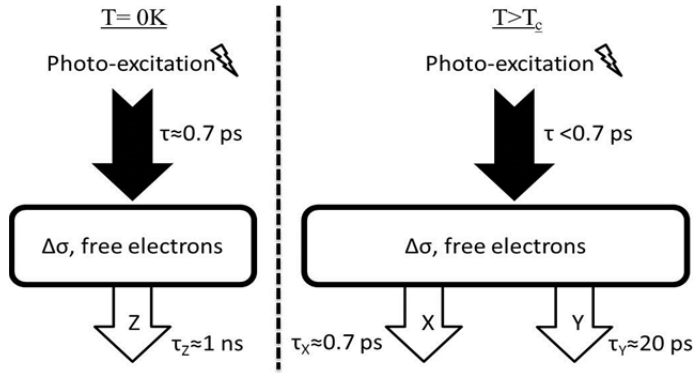 T= 0K
Photo-excitation
τ≈0.7 ps
Δσ, free electrons
Z
τZ≈1 ns
T>Tc
Photo-excitation
τ <0.7 ps
Δσ, free electrons
X
Y
τX≈0.7 ps
τY≈20 ps